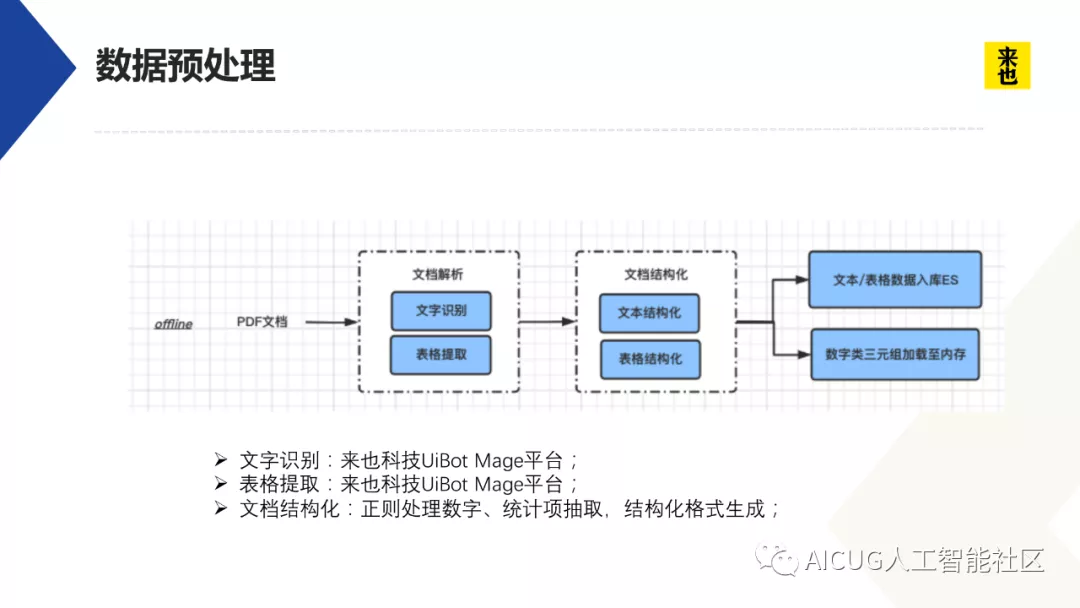 数据预处理
来也
offline
PDF文档
文档解析
文字识别
表格提取
文档结构化
文本结构化
表格结构化
文本/表格数据入库ES
数字类三元组加载至内存
➢ 文字识别：来也科技UiBot Mage平台；
➢ 表格提取：来也科技UiBot Mage平台；
➢ 文档结构化：正则处理数字、统计项抽取，结构化格式生成；
AICUG人工智能社区